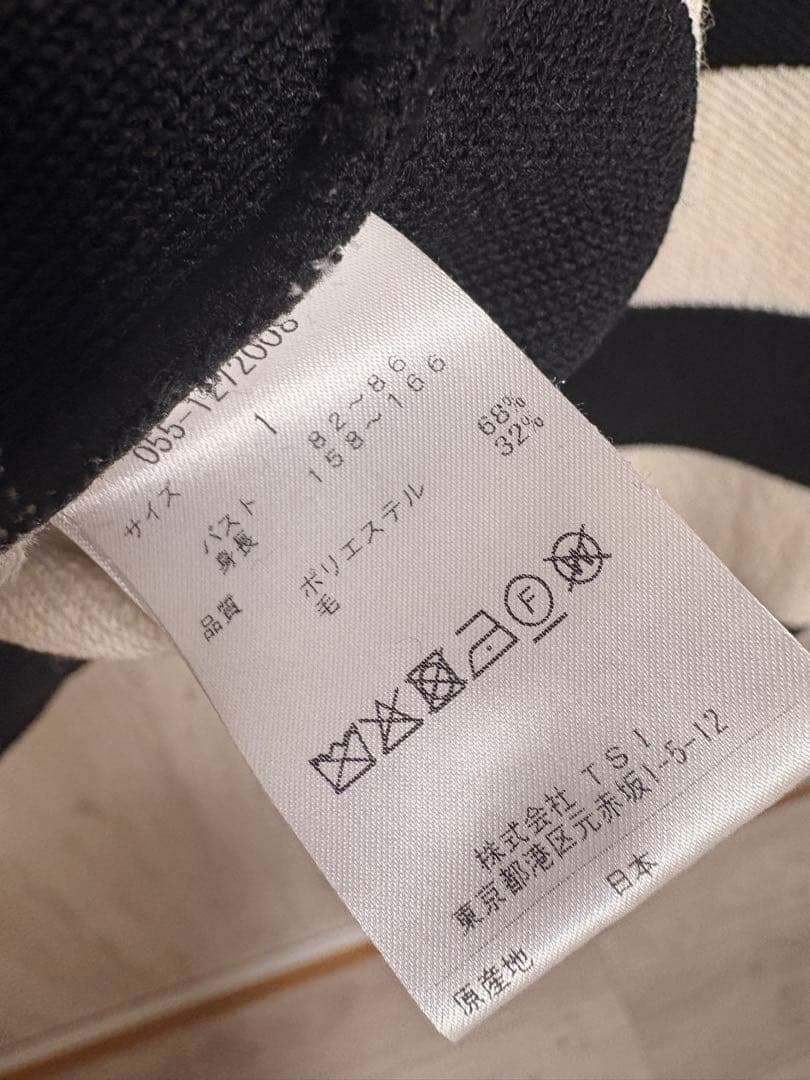 055-1272008
サイズ 1
バスト 82～86
身長 158～166
品質 ポリエステル 68%
毛 32%
F W
株式会社 TSI
東京都港区元赤坂1-5-12
原産地 日本